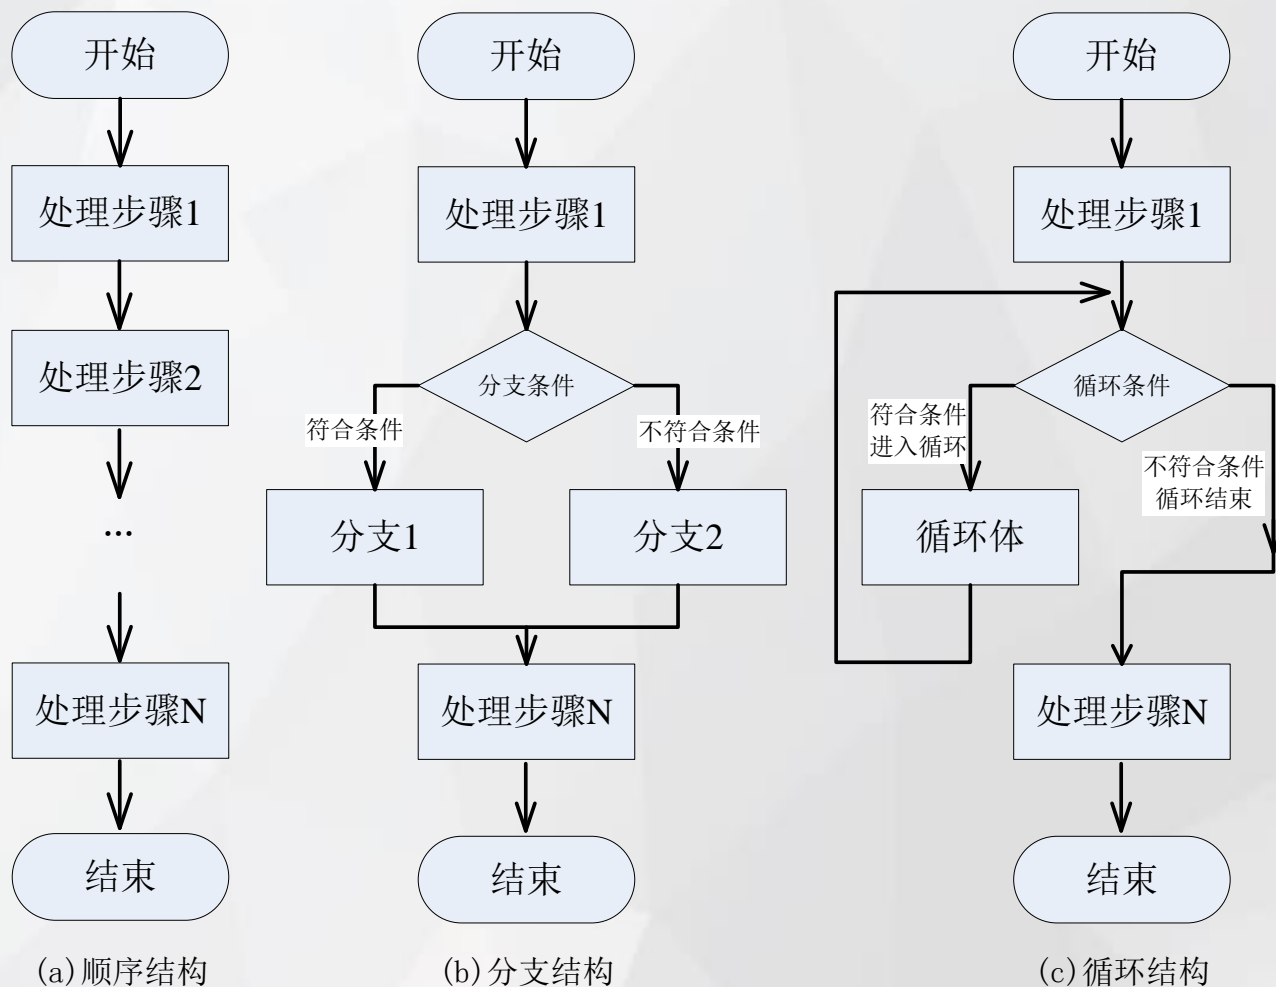 开始
处理步骤1
处理步骤2
...
处理步骤N
结束
(a)顺序结构
开始
处理步骤1
分支条件
符合条件
不符合条件
分支1
分支2
处理步骤N
结束
(b)分支结构
开始
处理步骤1
循环条件
符合条件
进入循环
不符合条件
循环结束
循环体
处理步骤N
结束
(c)循环结构